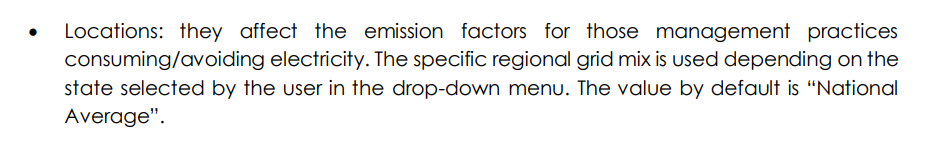 • Locations: they affect the emission factors for those management practices
consuming/avoiding electricity. The specific regional grid mix is used depending on the
state selected by the user in the drop-down menu. The value by default is “National
Average”.